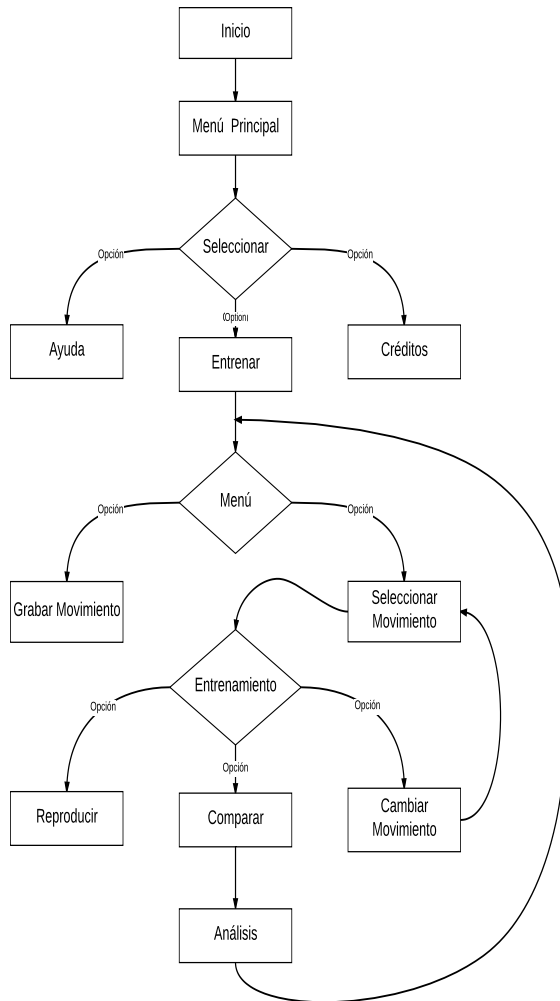 Inicio
Menú Principal
Seleccionar
Opción
Opción
Ayuda
Entrenar
Créditos
Menú
Opción
Opción
Grabar Movimiento
Seleccionar
Movimiento
Entrenamiento
Opción
Opción
Opción
Reproducir
Comparar
Cambiar
Movimiento
Análisis